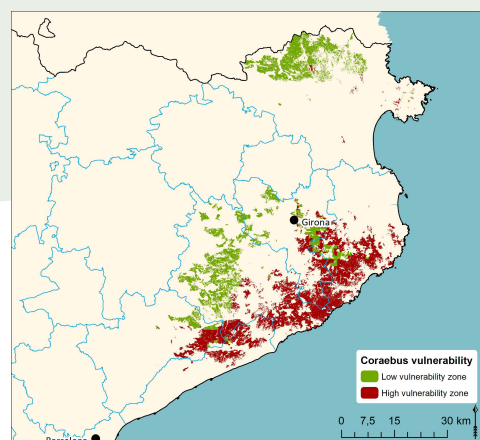 Girona
Coraebus vulnerability
Low vulnerability zone
High vulnerability zone
0 7,5 15 30 km